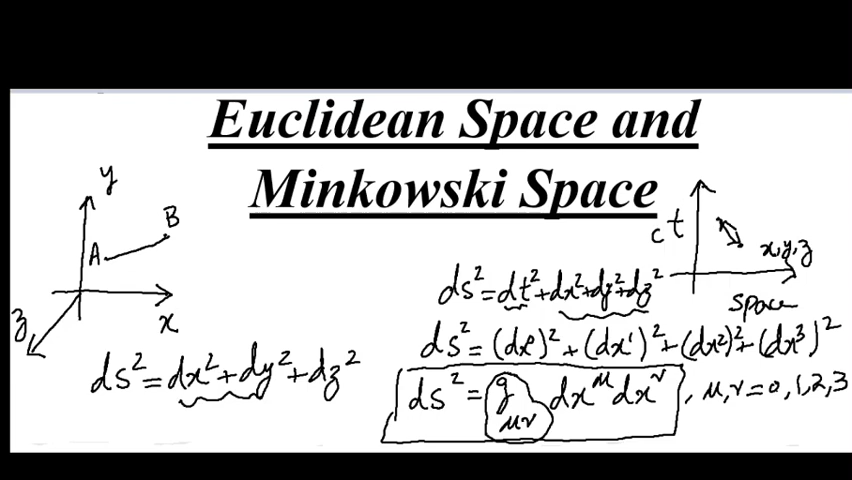 Euclidean Space and
Minkowski Space
y
B
A
x
z
ds² = dx² + dy² + dz²
ct
x, y, z
space
ds² = dt² + dx² + dy² + dz²
ds² = (dx⁰)² + (dx¹)² + (dx²)² + (dx³)²
ds² = g_μν dx^μ dx^ν , μ, ν = 0, 1, 2, 3